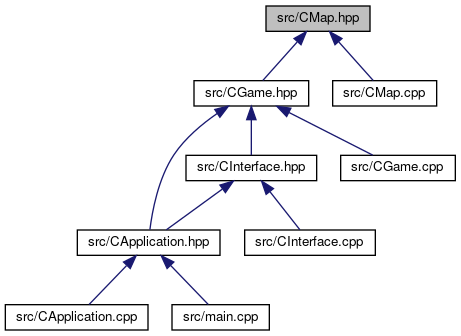 src/CMap.hpp
src/CGame.hpp
src/CMap.cpp
src/CInterface.hpp
src/CGame.cpp
src/CApplication.hpp
src/CInterface.cpp
src/CApplication.cpp
src/main.cpp